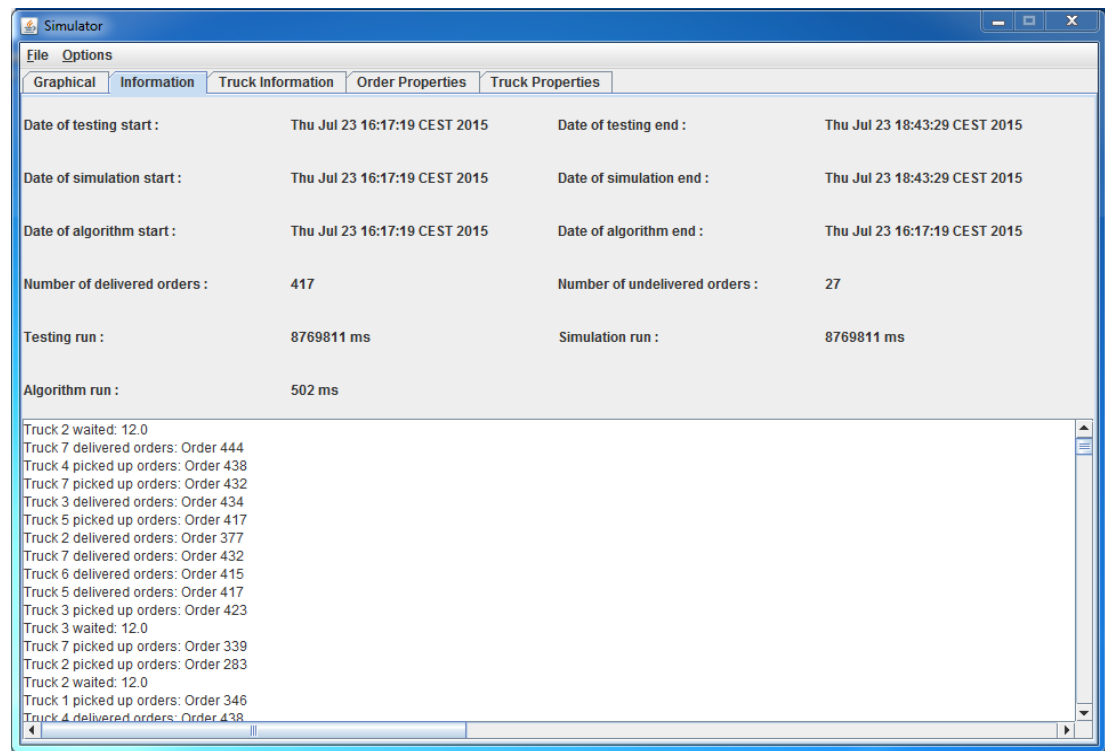 Simulator
File Options
Graphical Information Truck Information Order Properties Truck Properties
Date of testing start : Thu Jul 23 16:17:19 CEST 2015 Date of testing end : Thu Jul 23 18:43:29 CEST 2015
Date of simulation start : Thu Jul 23 16:17:19 CEST 2015 Date of simulation end : Thu Jul 23 18:43:29 CEST 2015
Date of algorithm start : Thu Jul 23 16:17:19 CEST 2015 Date of algorithm end : Thu Jul 23 16:17:19 CEST 2015
Number of delivered orders : 417 Number of undelivered orders : 27
Testing run : 8769811 ms Simulation run : 8769811 ms
Algorithm run : 502 ms
Truck 2 waited: 12.0
Truck 7 delivered orders: Order 444
Truck 4 picked up orders: Order 438
Truck 7 picked up orders: Order 432
Truck 3 delivered orders: Order 434
Truck 5 picked up orders: Order 417
Truck 2 delivered orders: Order 377
Truck 7 delivered orders: Order 432
Truck 6 delivered orders: Order 415
Truck 5 delivered orders: Order 417
Truck 3 picked up orders: Order 423
Truck 3 waited: 12.0
Truck 7 picked up orders: Order 339
Truck 2 picked up orders: Order 283
Truck 2 waited: 12.0
Truck 1 picked up orders: Order 346
Truck 4 delivered orders: Order 438